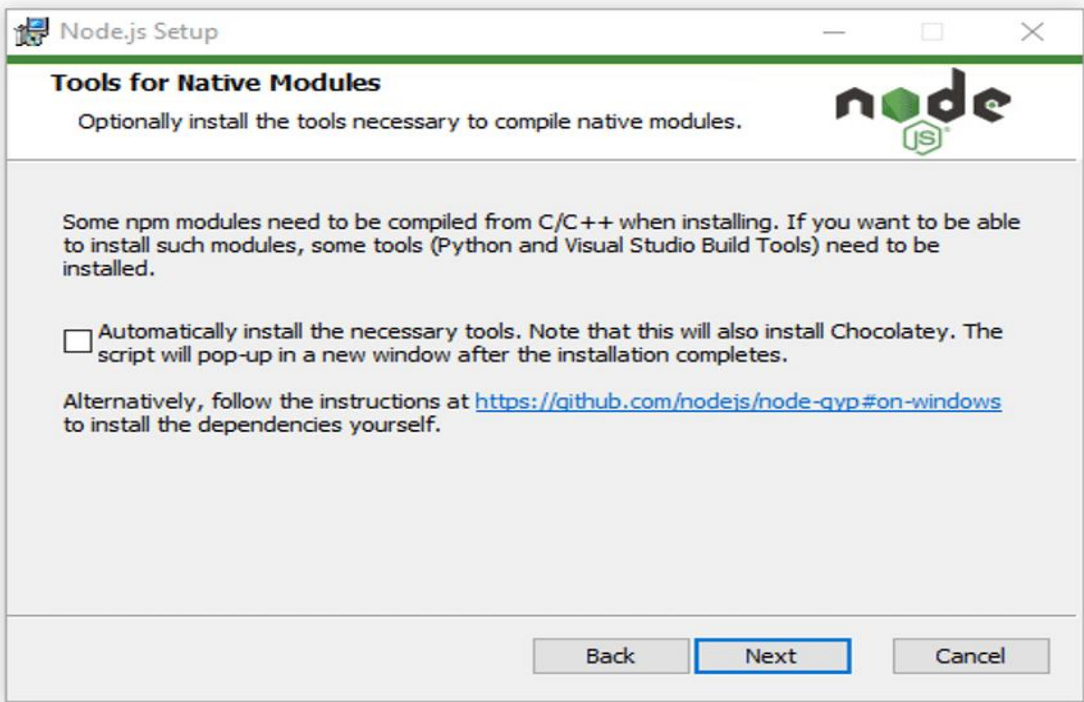 Node.js Setup
Tools for Native Modules
Optionally install the tools necessary to compile native modules.
node
JS
Some npm modules need to be compiled from C/C++ when installing. If you want to be able
to install such modules, some tools (Python and Visual Studio Build Tools) need to be
installed.
Automatically install the necessary tools. Note that this will also install Chocolatey. The
script will pop-up in a new window after the installation completes.
Alternatively, follow the instructions at https://github.com/nodejs/node-gyp#on-windows
to install the dependencies yourself.
Back
Next
Cancel